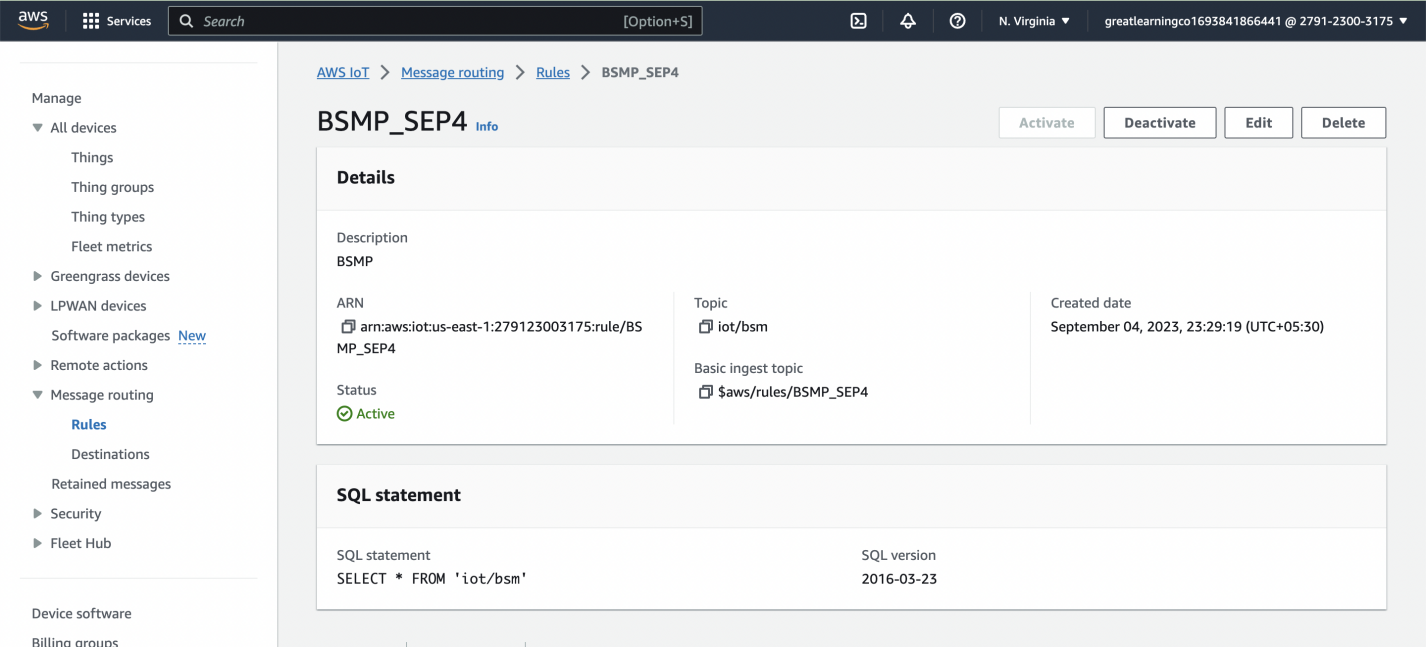 aws
Services
Search
[Option+S]
N. Virginia
greatlearningco1693841866441 @ 2791-2300-3175
Manage
All devices
Things
Thing groups
Thing types
Fleet metrics
Greengrass devices
LPWAN devices
Software packages New
Remote actions
Message routing
Rules
Destinations
Retained messages
Security
Fleet Hub
Device software
Billing groups
AWS IoT > Message routing > Rules > BSMP_SEP4
BSMP_SEP4 Info
Activate
Deactivate
Edit
Delete
Details
Description
BSMP
ARN
arn:aws:iot:us-east-1:279123003175:rule/BS
MP_SEP4
Status
Active
Topic
iot/bsm
Basic ingest topic
$aws/rules/BSMP_SEP4
Created date
September 04, 2023, 23:29:19 (UTC+05:30)
SQL statement
SQL statement
SELECT * FROM 'iot/bsm'
SQL version
2016-03-23